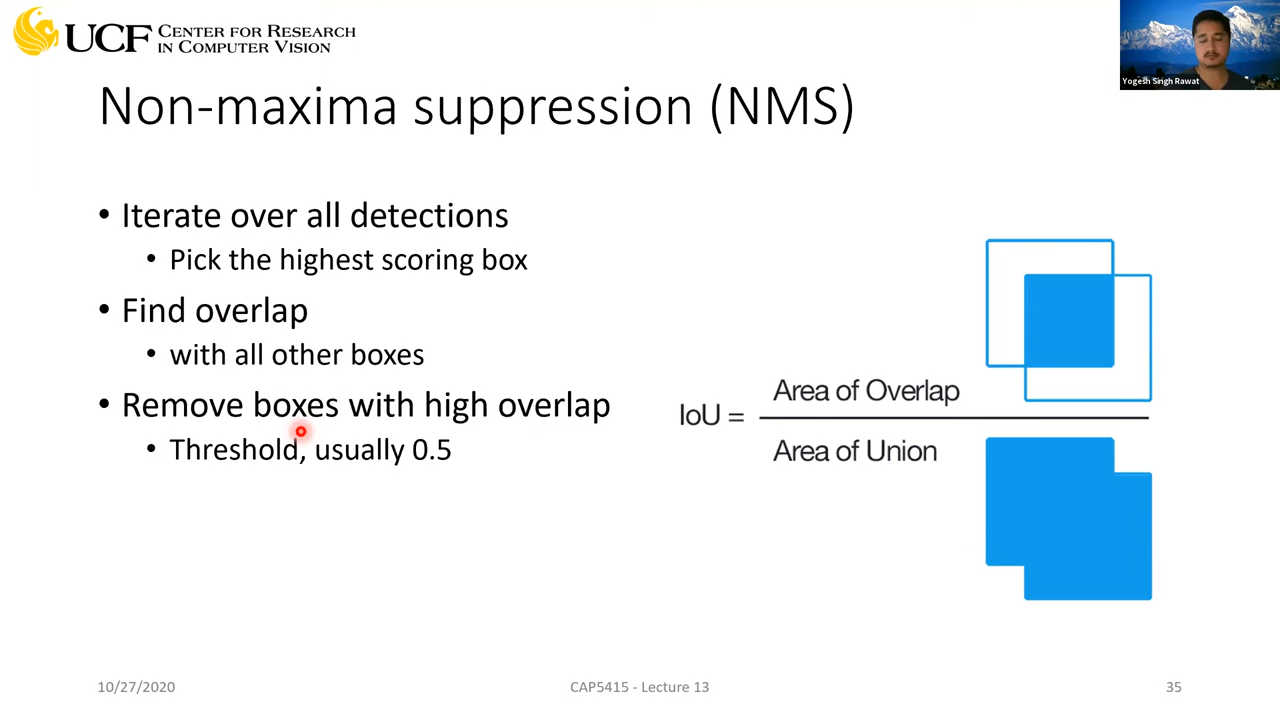 UCF CENTER FOR RESEARCH
IN COMPUTER VISION
Yogesh Singh Rawat
Non-maxima suppression (NMS)
• Iterate over all detections
• Pick the highest scoring box
• Find overlap
• with all other boxes
• Remove boxes with high overlap
• Threshold, usually 0.5
IoU =
Area of Overlap
Area of Union
10/27/2020
CAP5415 - Lecture 13
35